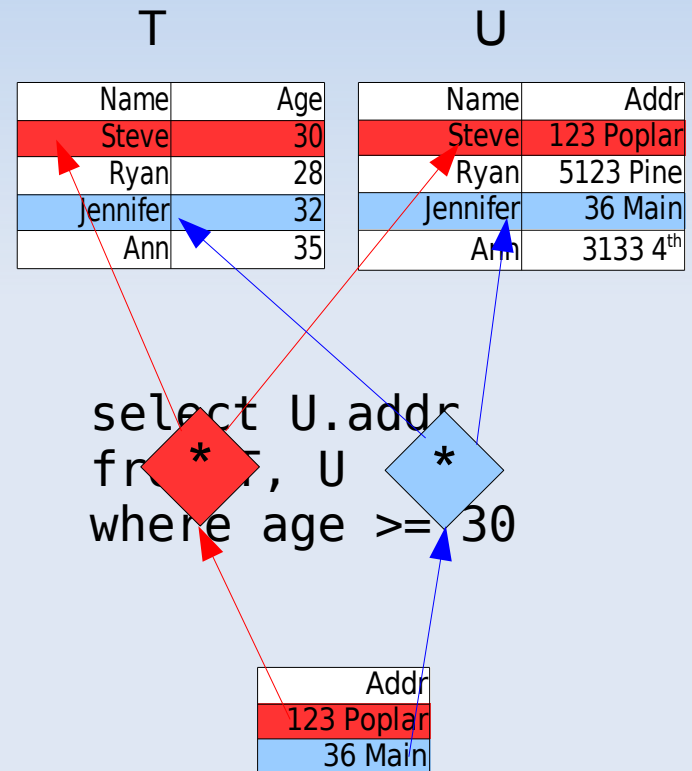 T U
Name Age Name Addr
Steve 30 Steve 123 Poplar
Ryan 28 Ryan 5123 Pine
Jennifer 32 Jennifer 36 Main
Ann 35 Ann 3133 4th
select U.addr
from T, U
* *
where age >= 30
Addr
123 Poplar
36 Main